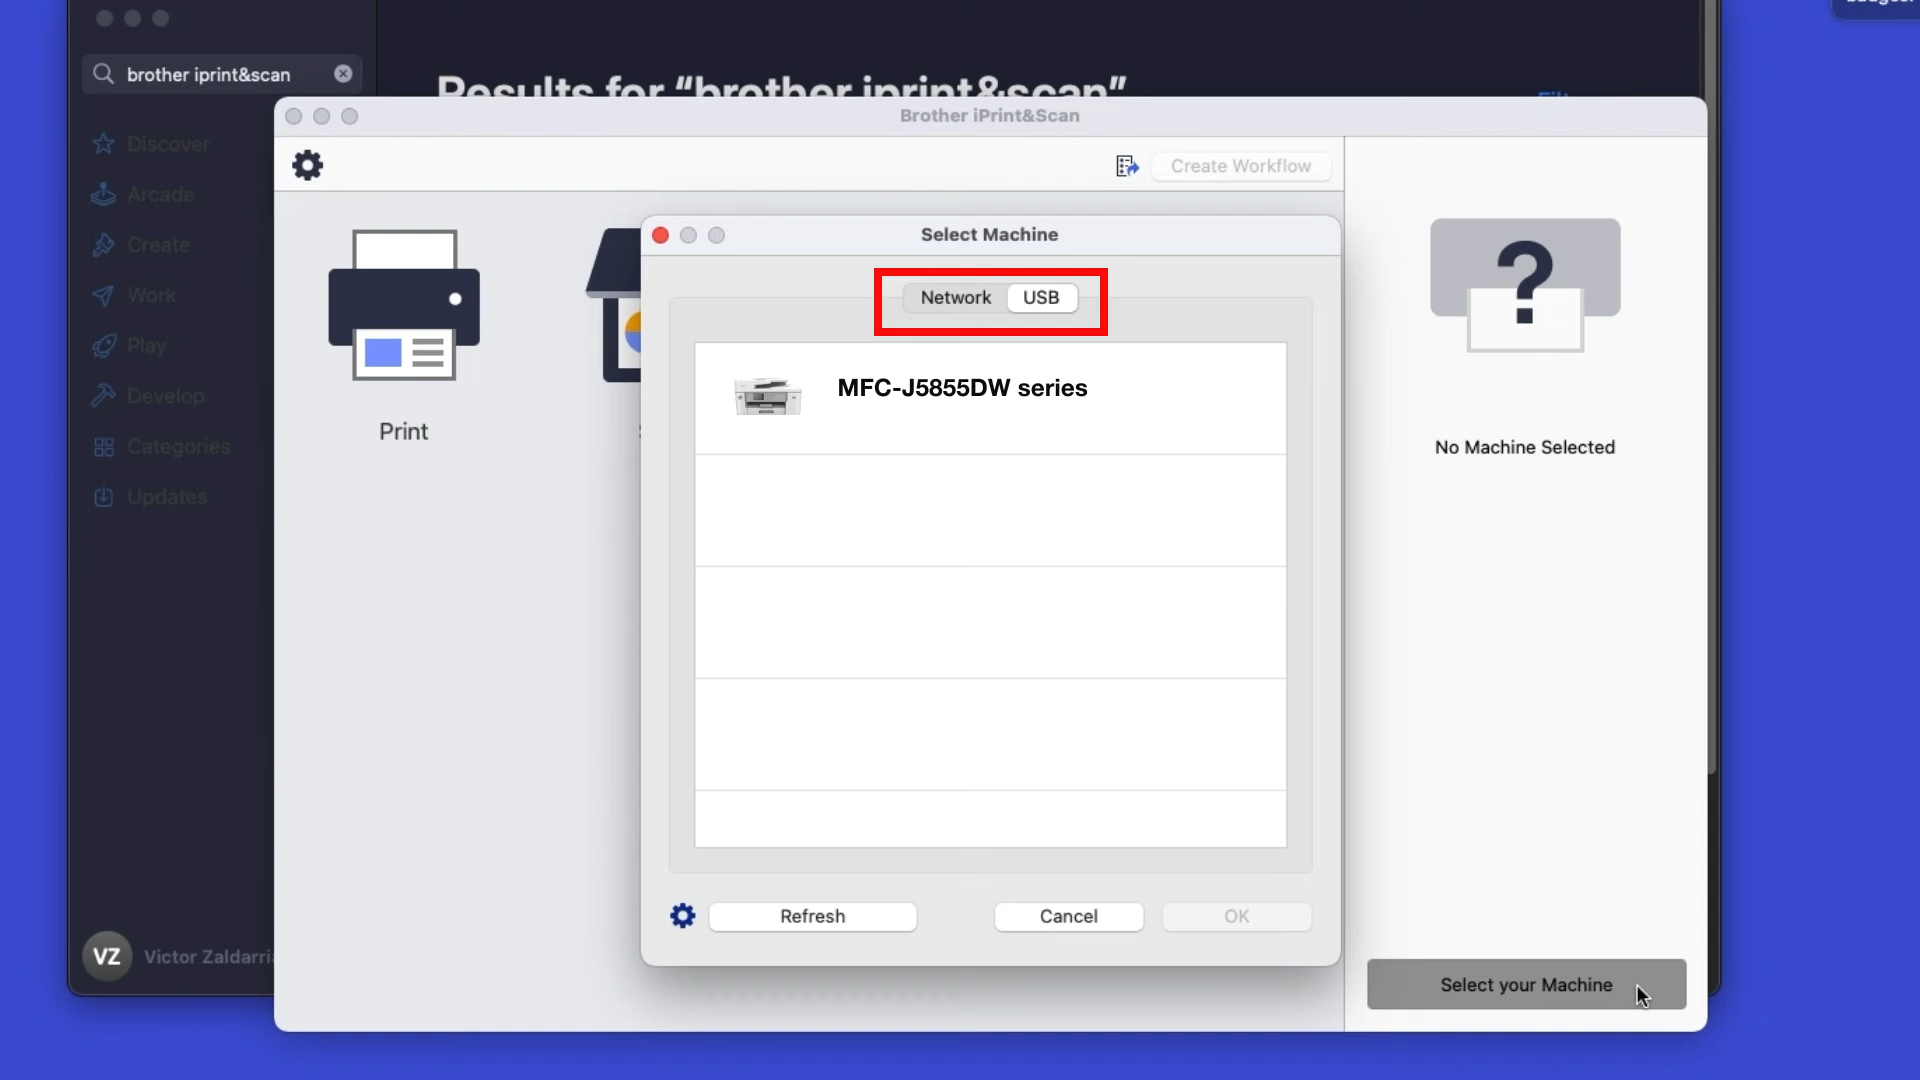 brother iprint&scan
Results for “brother iprint&scan”
Brother iPrint&Scan
Discover
Arcade
Create
Work
Play
Develop
Categories
Updates
VZ
Create Workflow
Print
Select Machine
Network
USB
MFC-J5855DW series
Refresh
Cancel
OK
No Machine Selected
Select your Machine